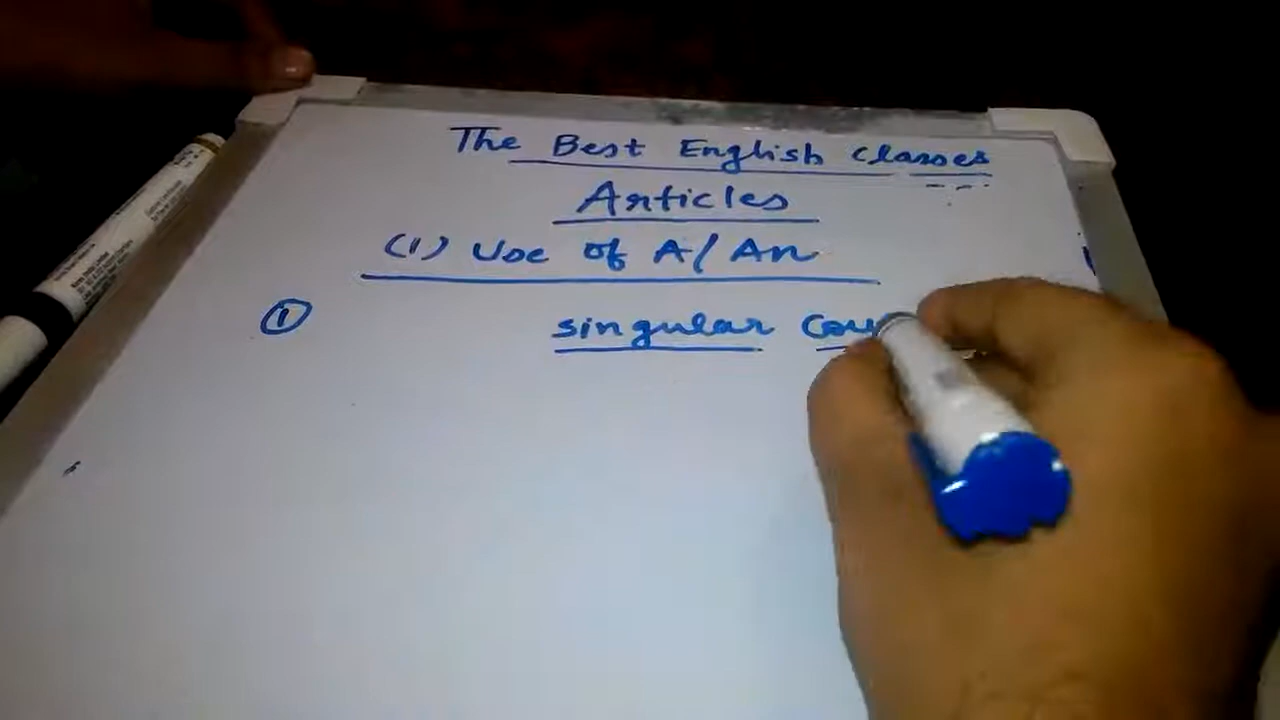 The Best English Classes
Articles
(1) Use of A/An
① singular